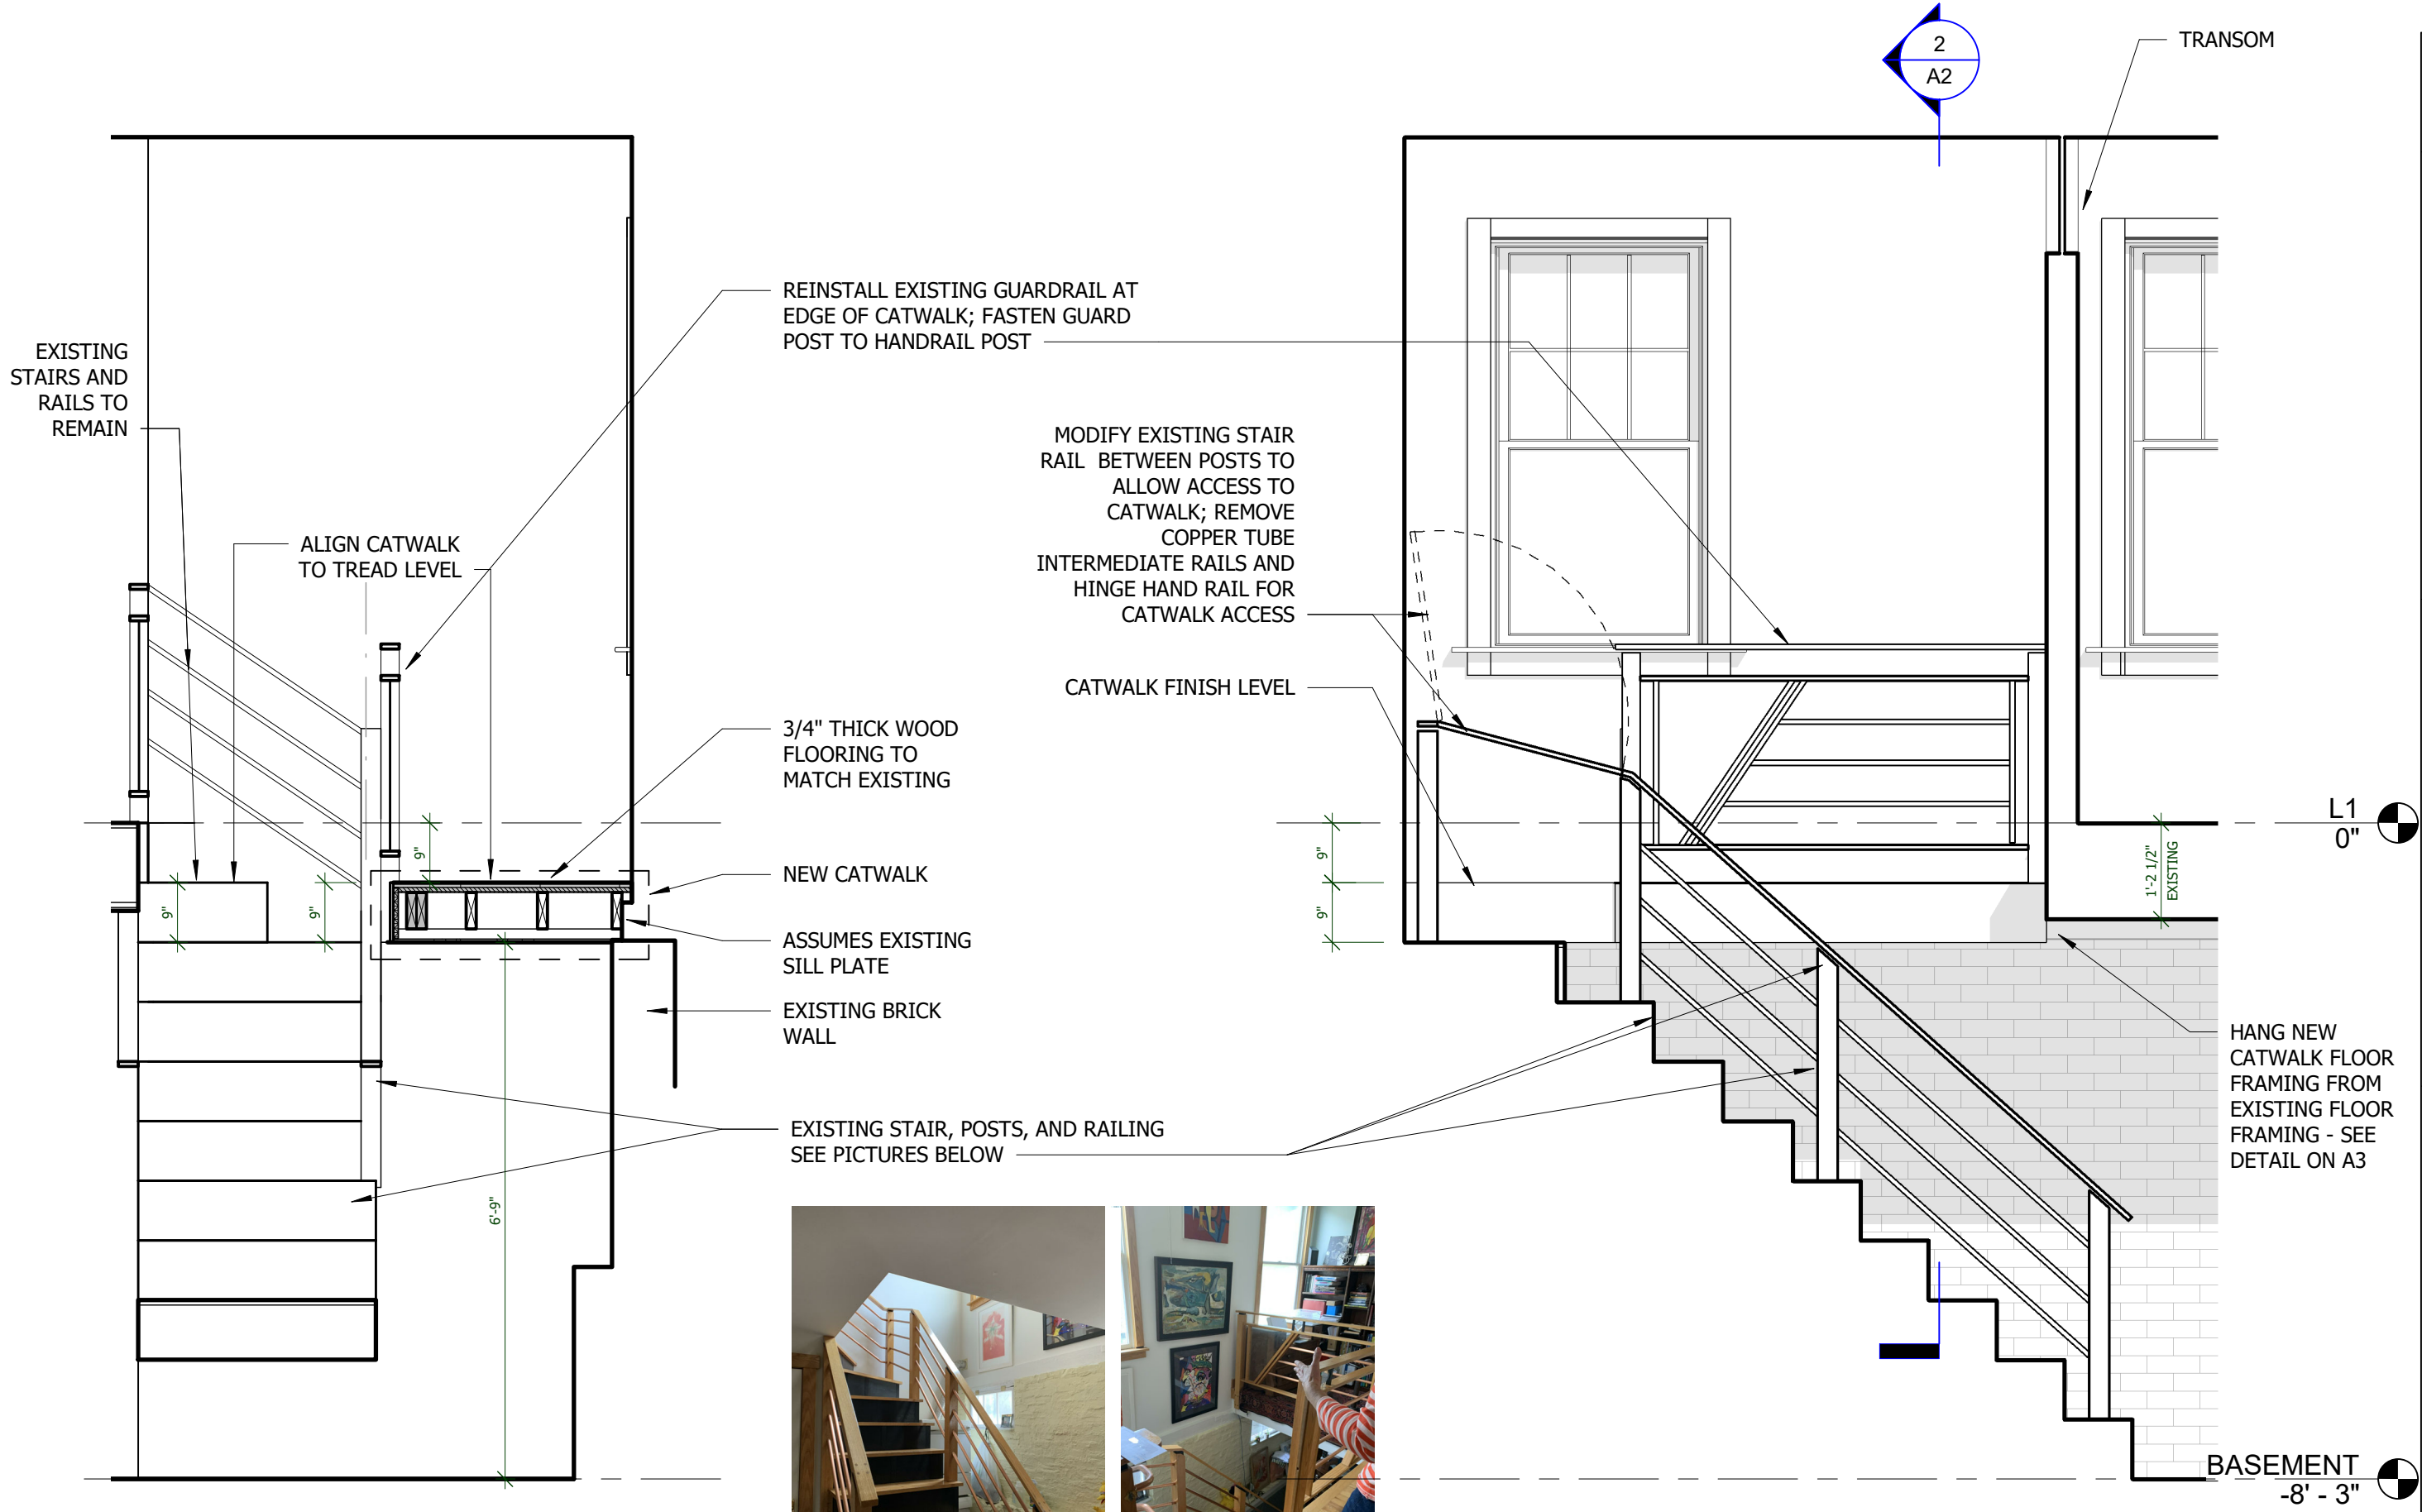 2
A2
TRANSOM
REINSTALL EXISTING GUARDRAIL AT
EDGE OF CATWALK; FASTEN GUARD
POST TO HANDRAIL POST
EXISTING
STAIRS AND
RAILS TO
REMAIN
MODIFY EXISTING STAIR
RAIL BETWEEN POSTS TO
ALLOW ACCESS TO
CATWALK; REMOVE
COPPER TUBE
INTERMEDIATE RAILS AND
HINGE HAND RAIL FOR
CATWALK ACCESS
ALIGN CATWALK
TO TREAD LEVEL
CATWALK FINISH LEVEL
3/4" THICK WOOD
FLOORING TO
MATCH EXISTING
L1
0"
9"
9"
9"
9"
9"
1'-2 1/2"
EXISTING
NEW CATWALK
ASSUMES EXISTING
SILL PLATE
EXISTING BRICK
WALL
HANG NEW
CATWALK FLOOR
FRAMING FROM
EXISTING FLOOR
FRAMING - SEE
DETAIL ON A3
EXISTING STAIR, POSTS, AND RAILING
SEE PICTURES BELOW
6'-9"
BASEMENT
-8' - 3"